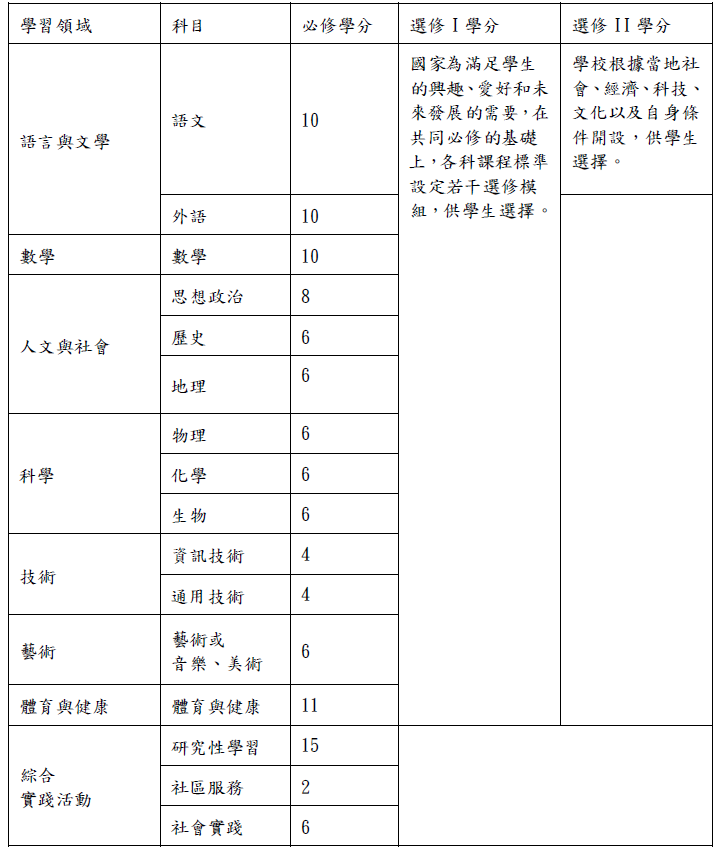 學習領域 科目 必修學分 選修 I 學分 選修 II 學分
語言與文學 語文 10
國家為滿足學生
的興趣、愛好和未
來發展的需要,在
共同必修的基礎
上,各科課程標準
設定若干選修模
組,供學生選擇。
學校根據當地社
會、經濟、科技、
文化以及自身條
件開設,供學生
選擇。
外語 10
數學 數學 10
人文與社會 思想政治 8
歷史 6
地理 6
科學 物理 6
化學 6
生物 6
技術 資訊技術 4
通用技術 4
藝術 藝術或
音樂、美術 6
體育與健康 體育與健康 11
綜合
實踐活動
研究性學習 15
社區服務 2
社會實踐 6